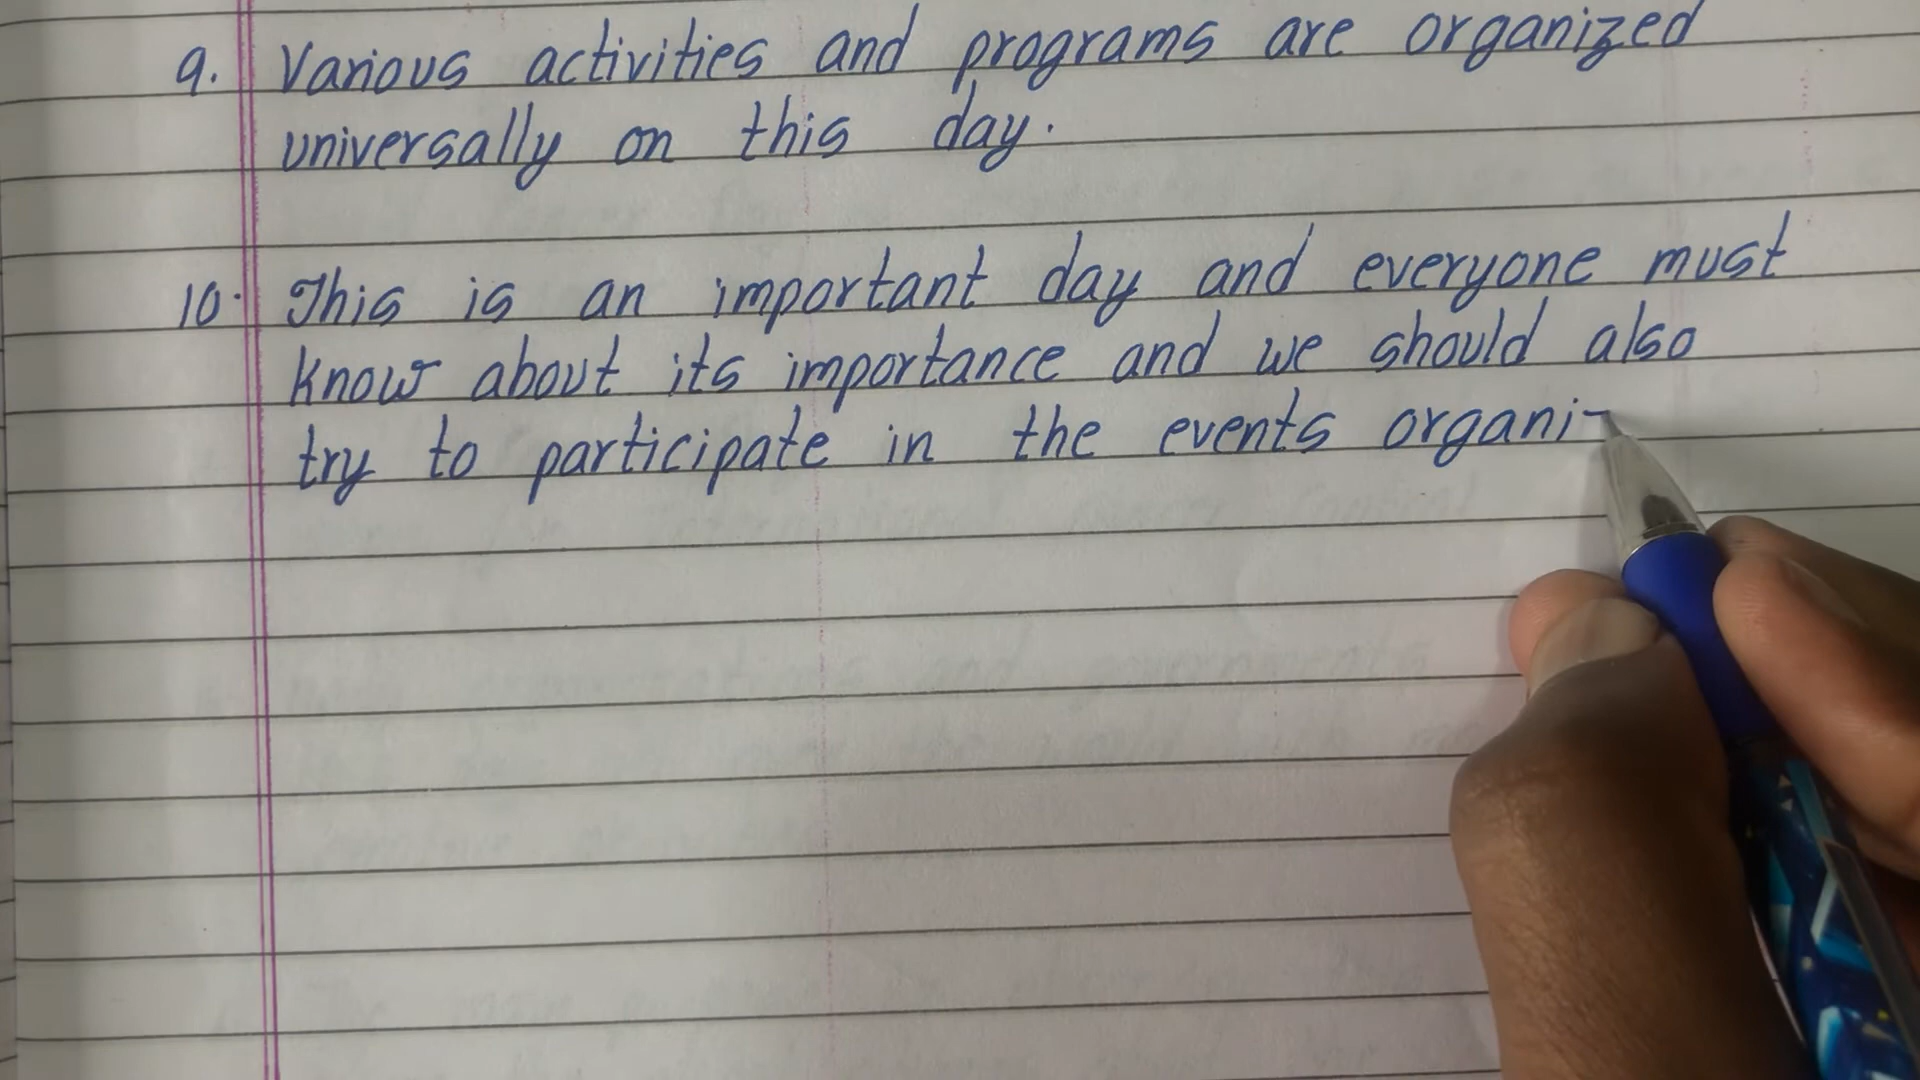 9. Various activities and programs are organized
universally on this day.
10. This is an important day and everyone must
know about its importance and we should also
try to participate in the events organi-